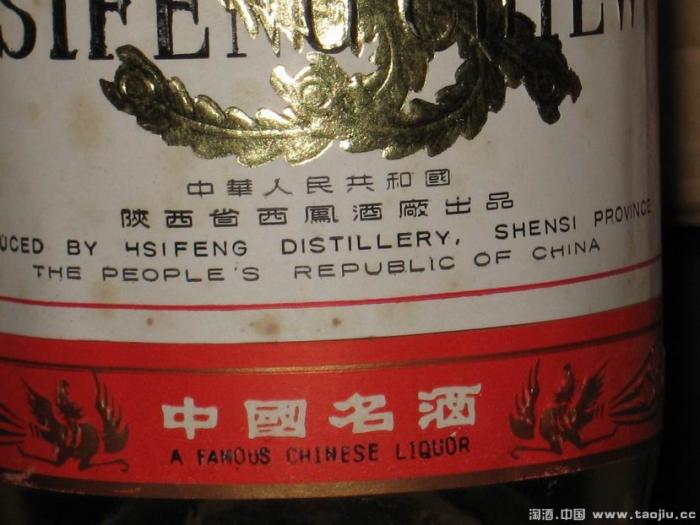 SIFENG CHIEW
中華人民共和國
陝西省西鳳酒廠出品
UCED BY HSIFENG DISTILLERY, SHENSI PROVINCE
THE PEOPLE'S REPUBLIC OF CHINA
中國名酒
A FAMOUS CHINESE LIQUOR
淘酒.中国 www.taojiu.cc